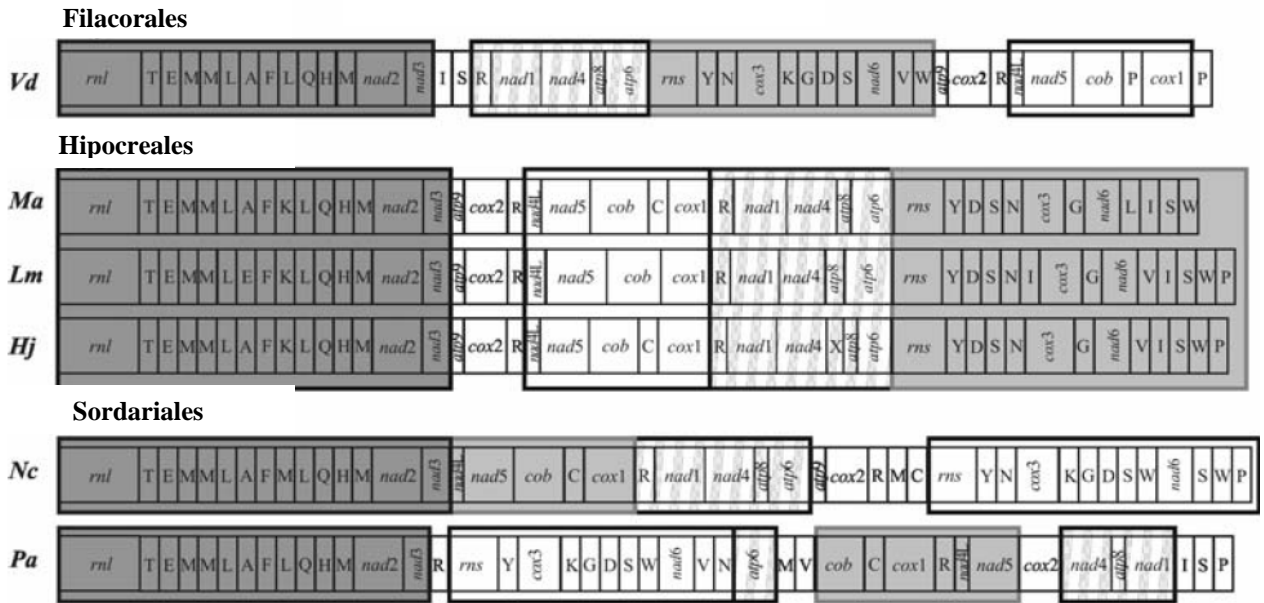 Filacorales
Vd rnl T E M M L A F L Q H M nad2 nad3 I S R nad1 nad4 atp8 atp6 rns Y N cox3 K G D S nad6 V W atp9 cox2 R nad4L nad5 cob P cox1 P
Hipocreales
Ma rnl T E M M L A F K L Q H M nad2 nad3 atp9 cox2 R nad4L nad5 cob C cox1 R nad1 nad4 atp8 atp6 rns Y D S N cox3 G nad6 L I S W
Lm rnl T E M M L E F K L Q H M nad2 nad3 atp9 cox2 R nad4L nad5 cob cox1 R nad1 nad4 atp8 atp6 rns Y D S N I cox3 G nad6 V I S W P
Hj rnl T E M M L A F K L Q H M nad2 nad3 atp9 cox2 R nad4L nad5 cob C cox1 R nad1 nad4 X atp8 atp6 rns Y D S N cox3 G nad6 V I S W P
Sordariales
Nc rnl T E M M L A F M L Q H M nad2 nad3 nad4L nad5 cob C cox1 R nad1 nad4 atp8 atp6 atp9 cox2 R M C rns Y N cox3 K G D S W nad6 S W P
Pa rnl T E M M L A F L Q H M nad2 nad3 R rns Y cox3 K G D S W nad6 V N atp6 M V cob C cox1 R nad4L nad5 cox2 nad4 atp8 nad1 I S P